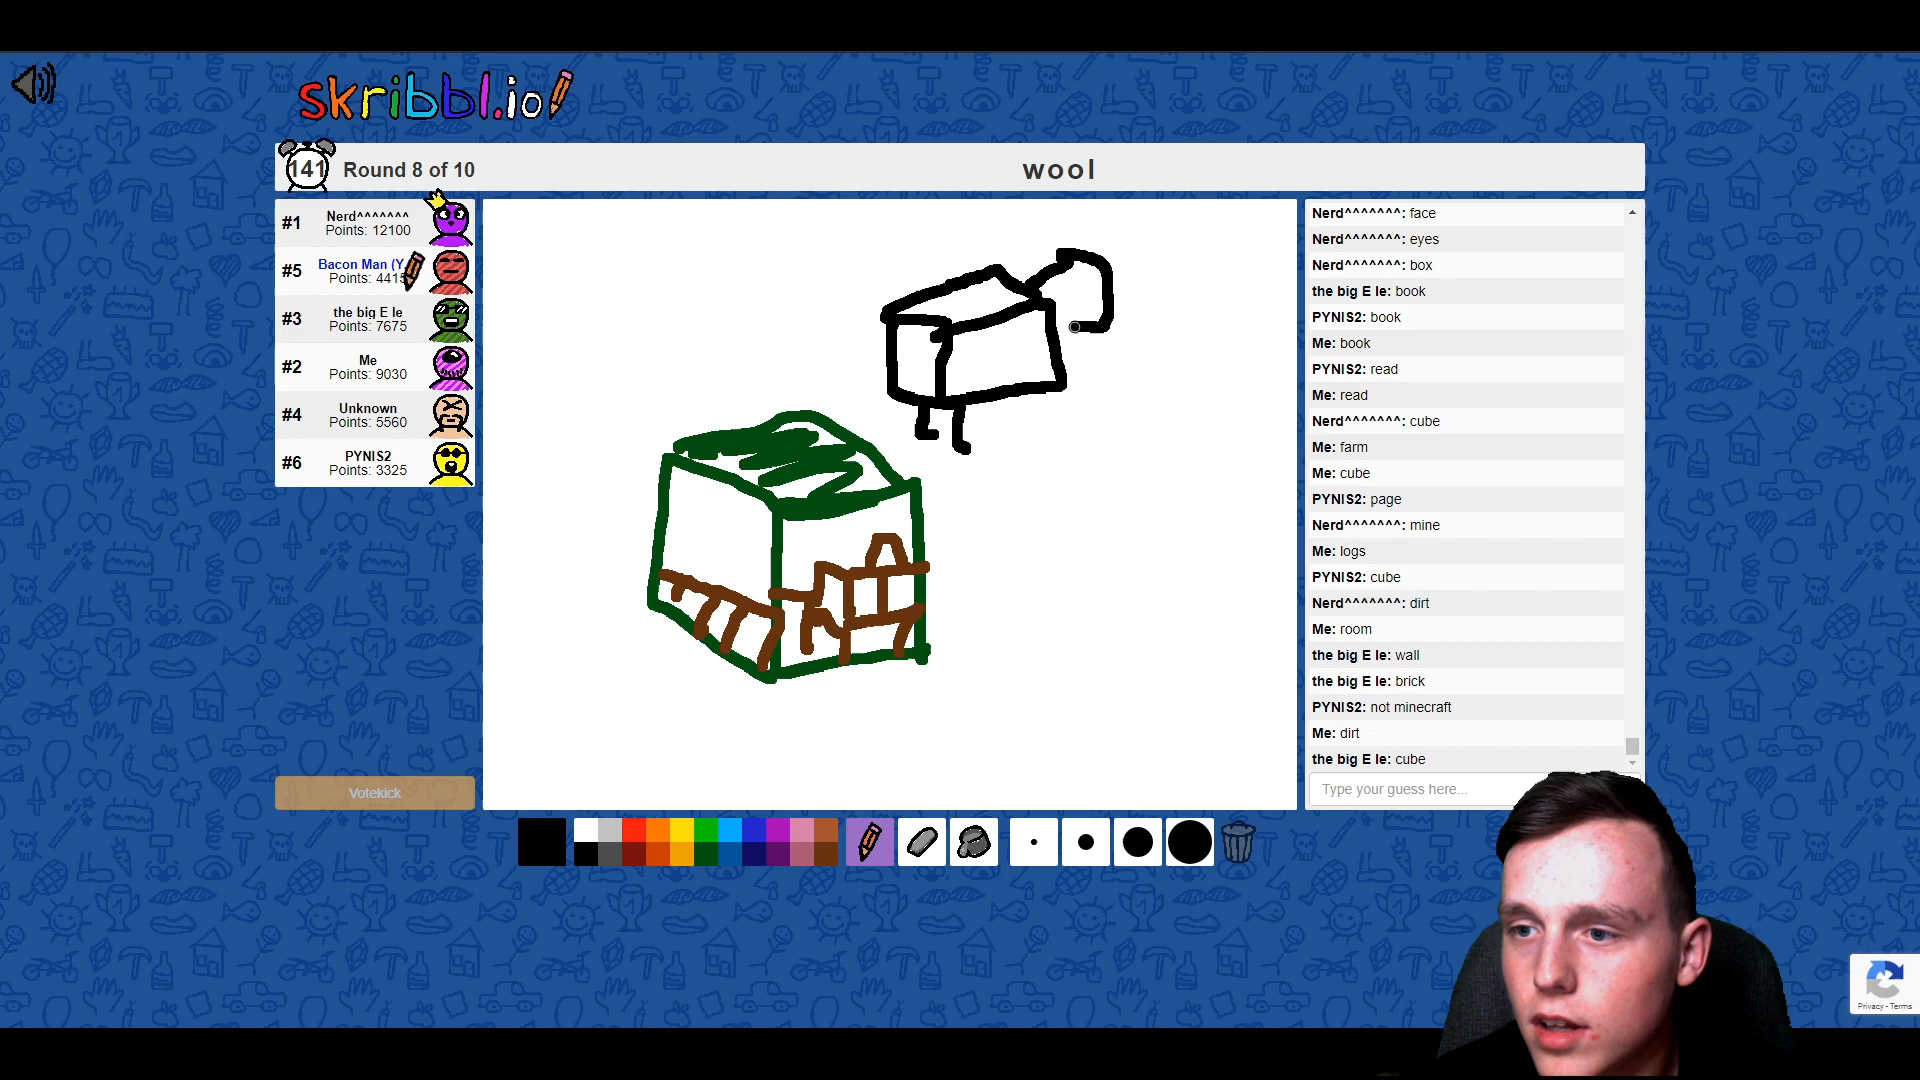 skribbl.io
141
Round 8 of 10
wool
#1
Nerd^^^^^^^
Points: 12100
#5
Bacon Man (Y
Points: 4415
#3
the big E le
Points: 7675
#2
Me
Points: 9030
#4
Unknown
Points: 5560
#6
PYNIS2
Points: 3325
Votekick
Nerd^^^^^^^: face
Nerd^^^^^^^: eyes
Nerd^^^^^^^: box
the big E le: book
PYNIS2: book
Me: book
PYNIS2: read
Me: read
Nerd^^^^^^^: cube
Me: farm
Me: cube
PYNIS2: page
Nerd^^^^^^^: mine
Me: logs
PYNIS2: cube
Nerd^^^^^^^: dirt
Me: room
the big E le: wall
the big E le: brick
PYNIS2: not minecraft
Me: dirt
the big E le: cube
Type your guess here...
Privacy - Terms